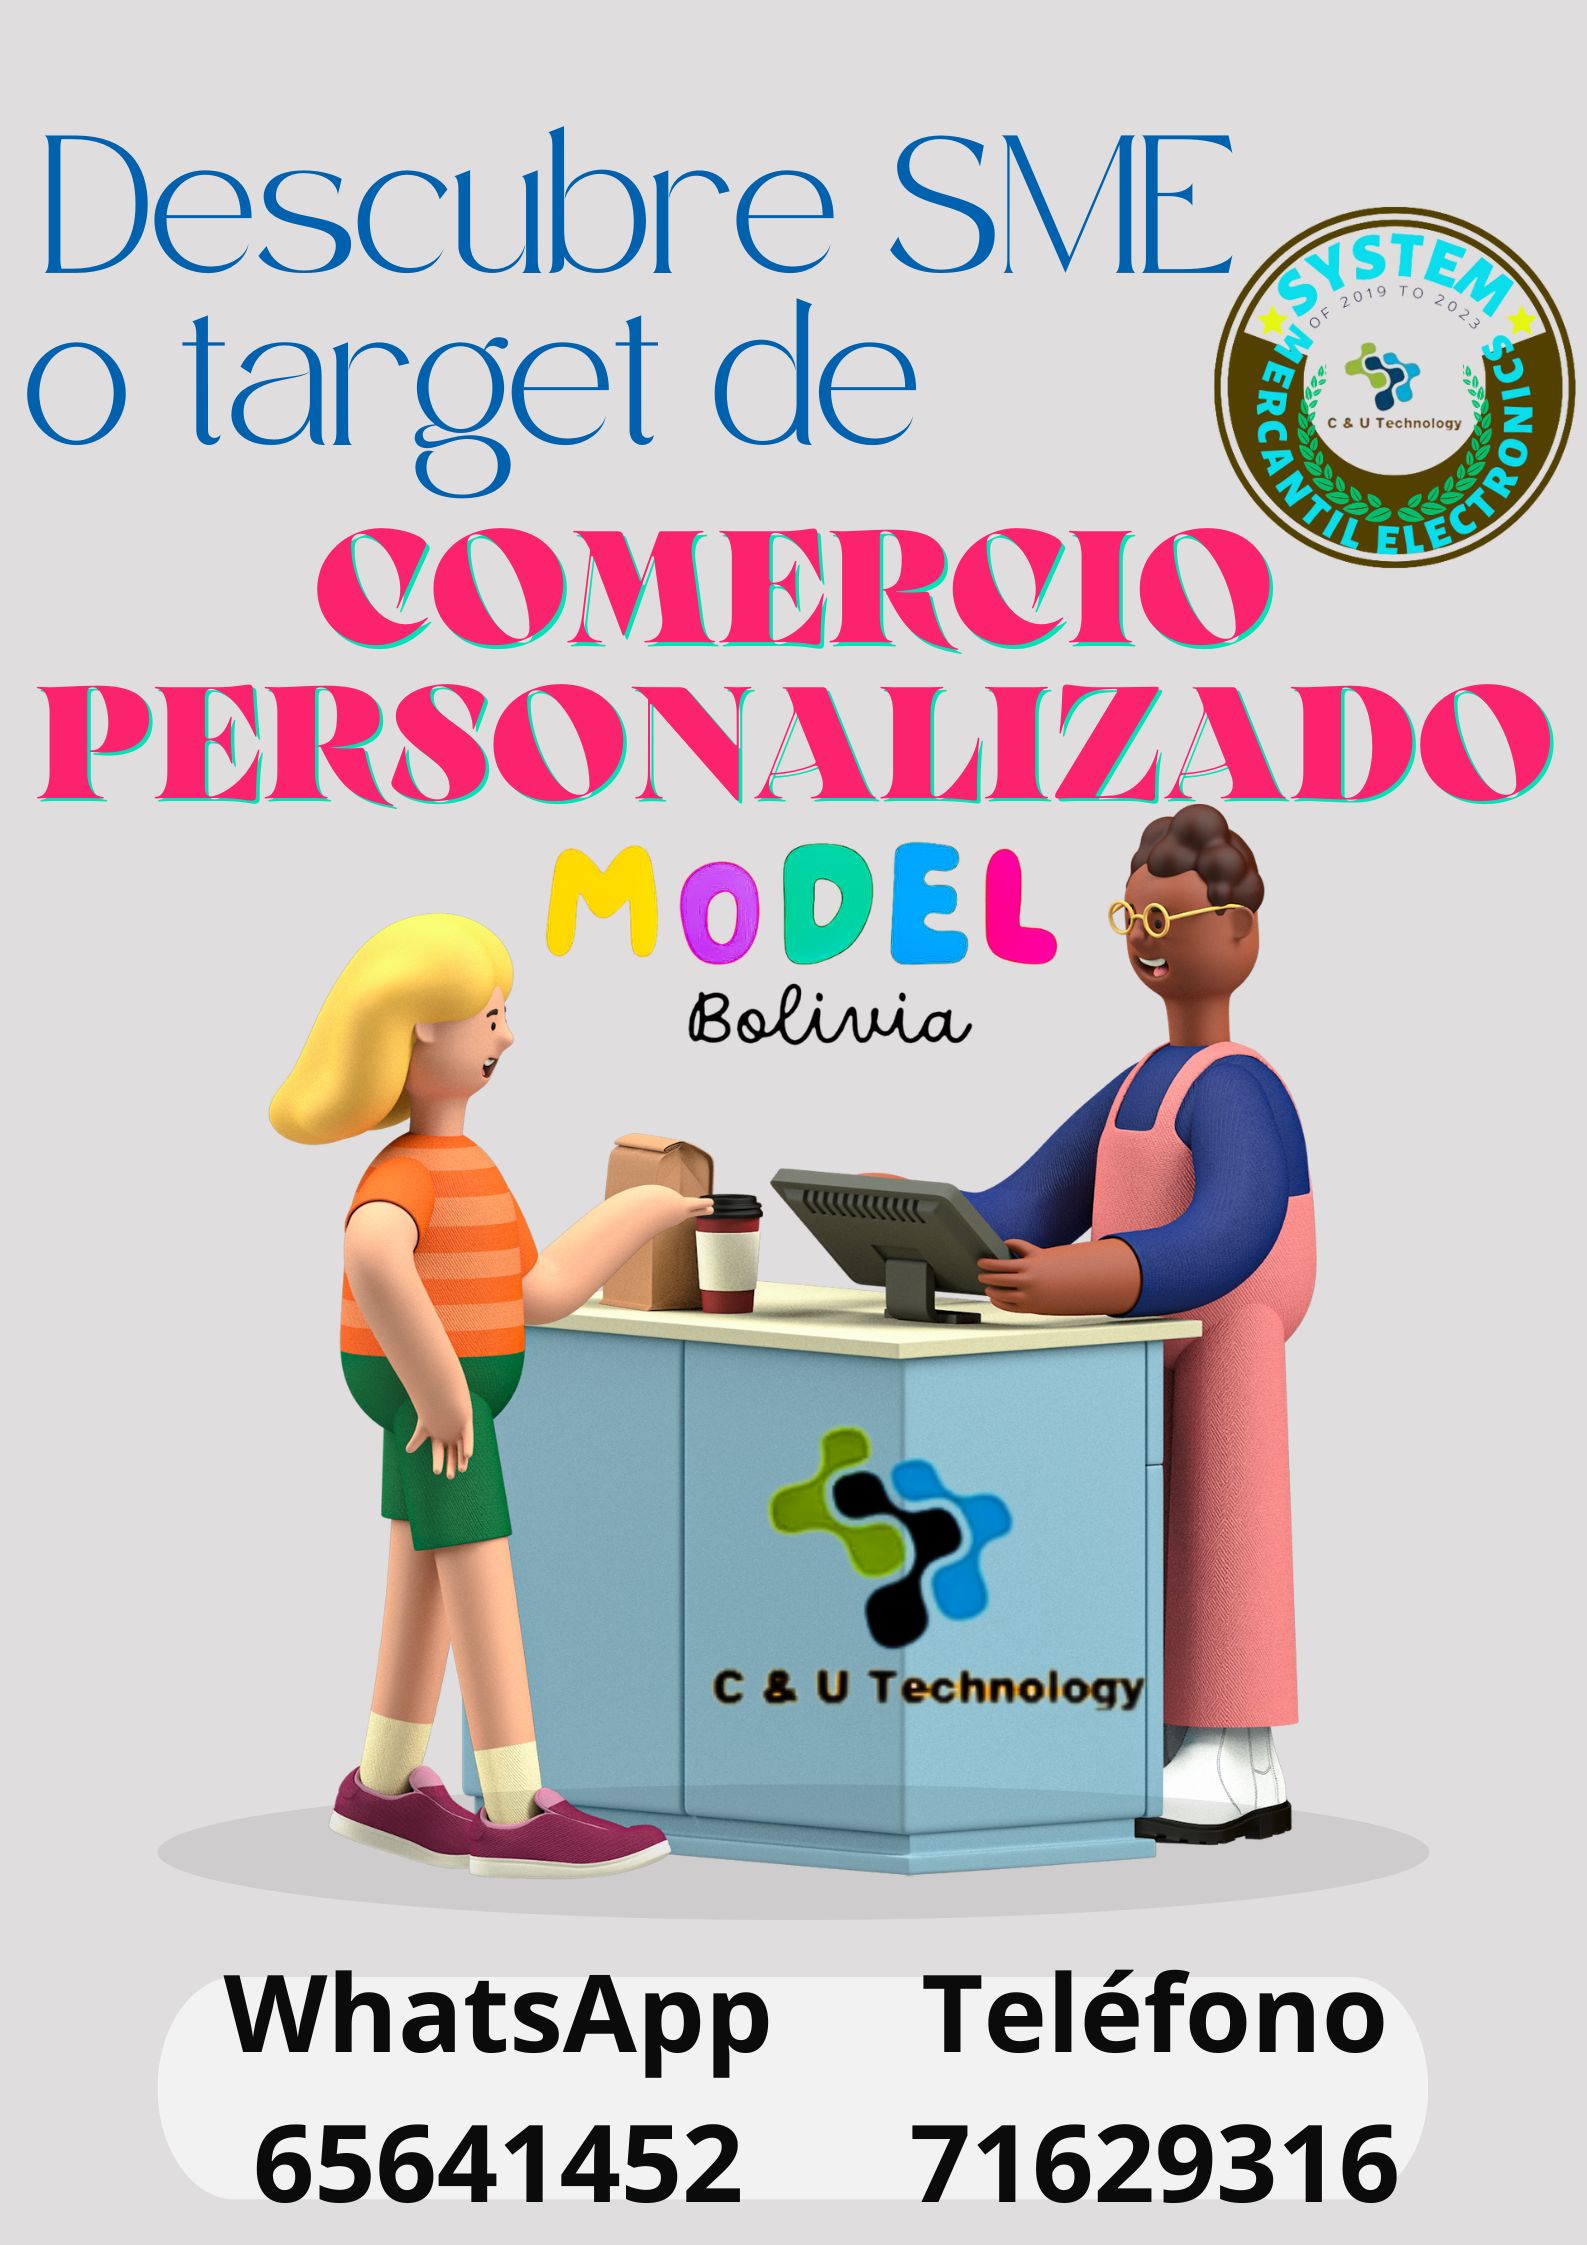 Descubre SME
o target de
SYSTEM
OF 2019 TO 2023
C & U Technology
MERCANTIL ELECTRONICS
COMERCIO
PERSONALIZADO
MODEL
Bolivia
C & U Technology
WhatsApp
65641452
Teléfono
71629316